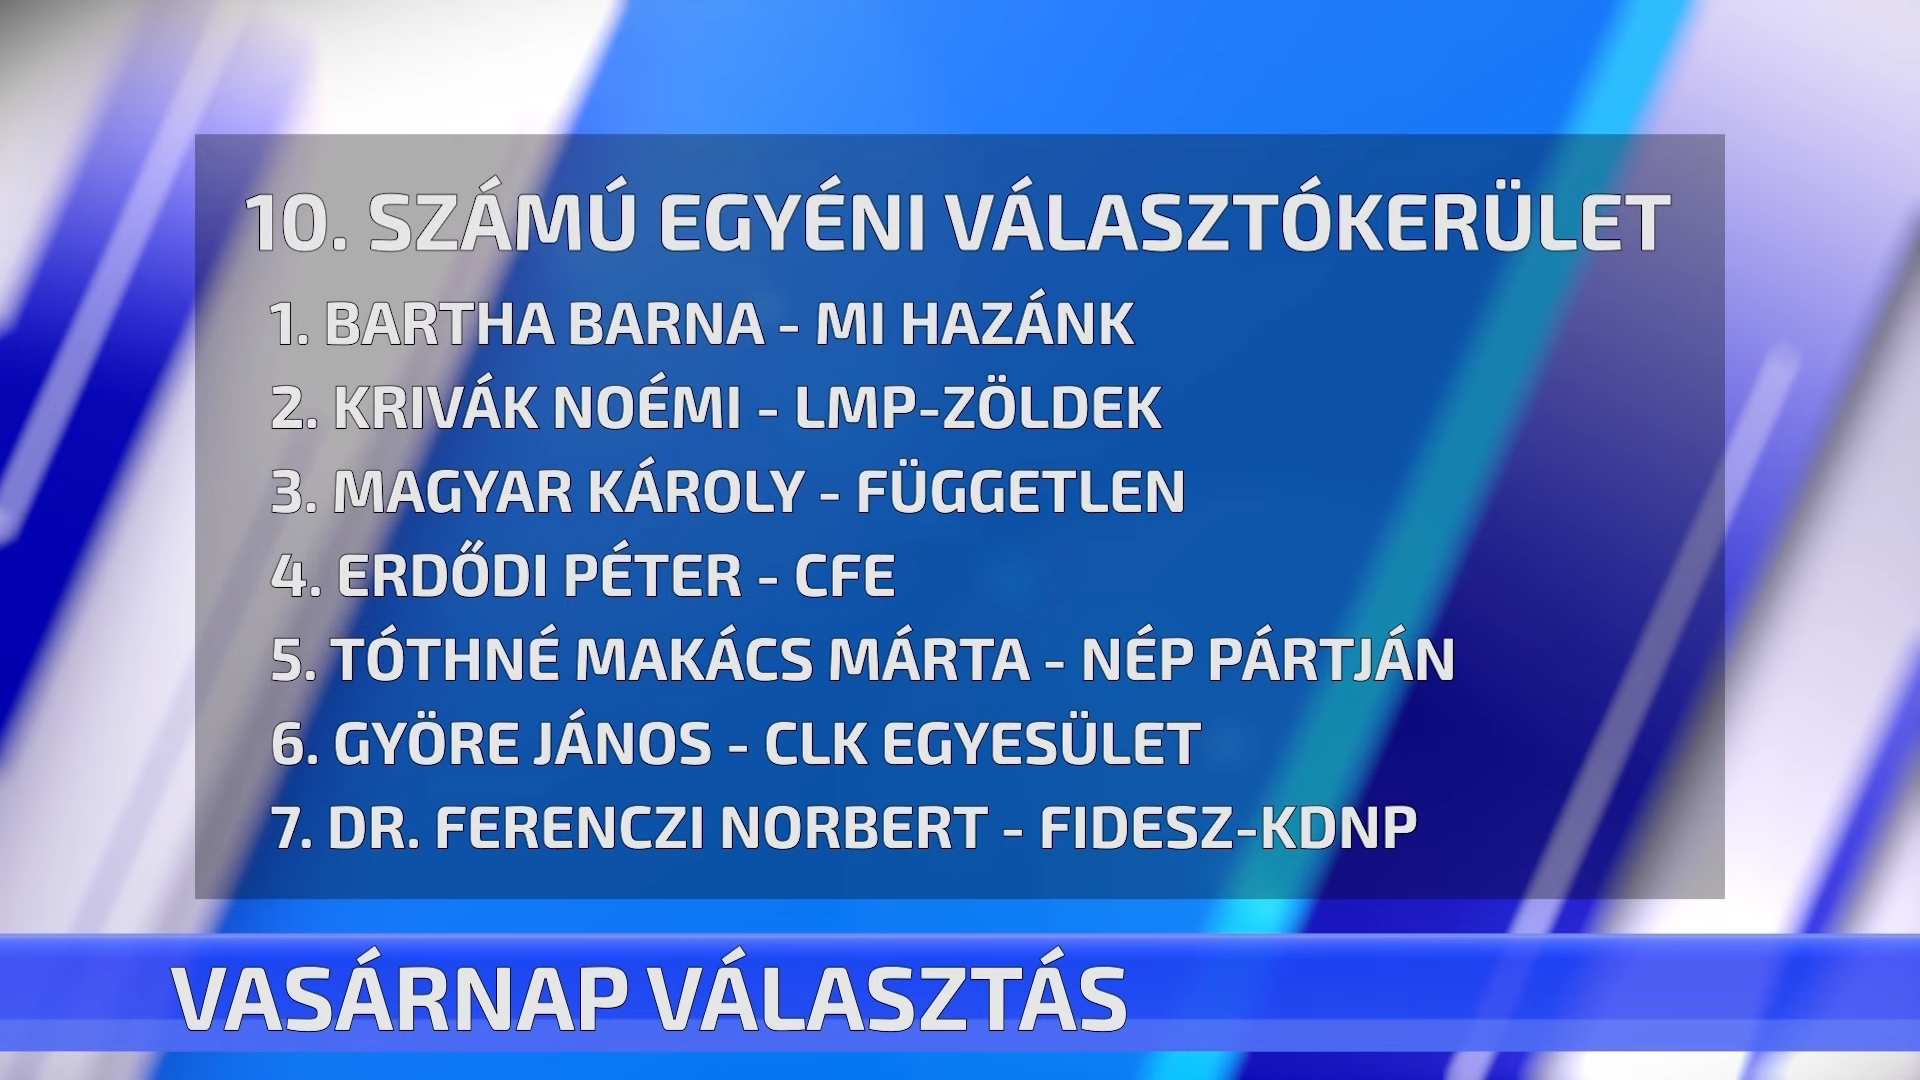 10. SZÁMÚ EGYÉNI VÁLASZTÓKERÜLET
1. BARTHA BARNA - MI HAZÁNK
2. KRIVÁK NOÉMI - LMP-ZÖLDEK
3. MAGYAR KÁROLY - FÜGGETLEN
4. ERDŐDI PÉTER - CFE
5. TÓTHNÉ MAKÁCS MÁRTA - NÉP PÁRTJÁN
6. GYÖRE JÁNOS - CLK EGYESÜLET
7. DR. FERENCZI NORBERT - FIDESZ-KDNP
VASÁRNAP VÁLASZTÁS